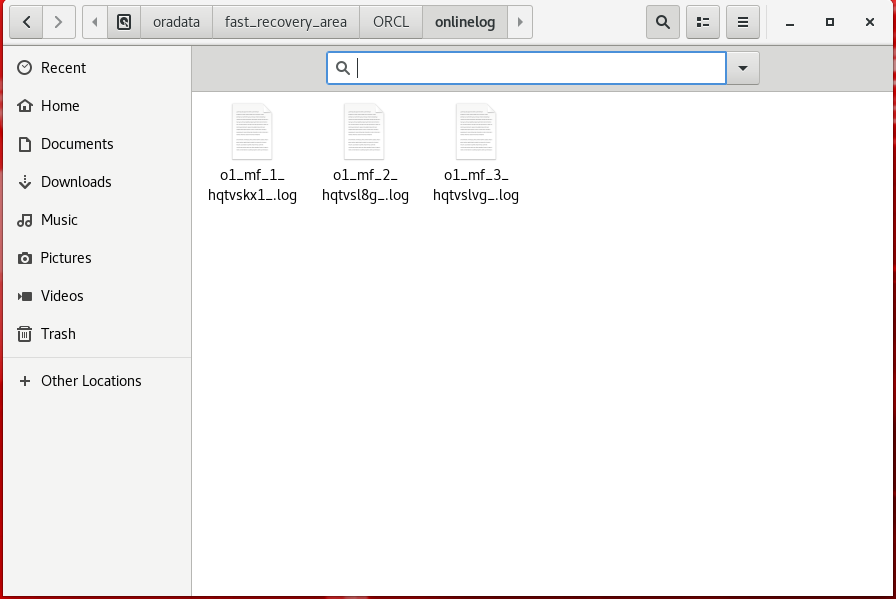 oradata
fast_recovery_area
ORCL
onlinelog
Recent
Home
Documents
Downloads
Music
Pictures
Videos
Trash
Other Locations
o1_mf_1_
hqtvskx1_.log
o1_mf_2_
hqtvsl8g_.log
o1_mf_3_
hqtvslvg_.log